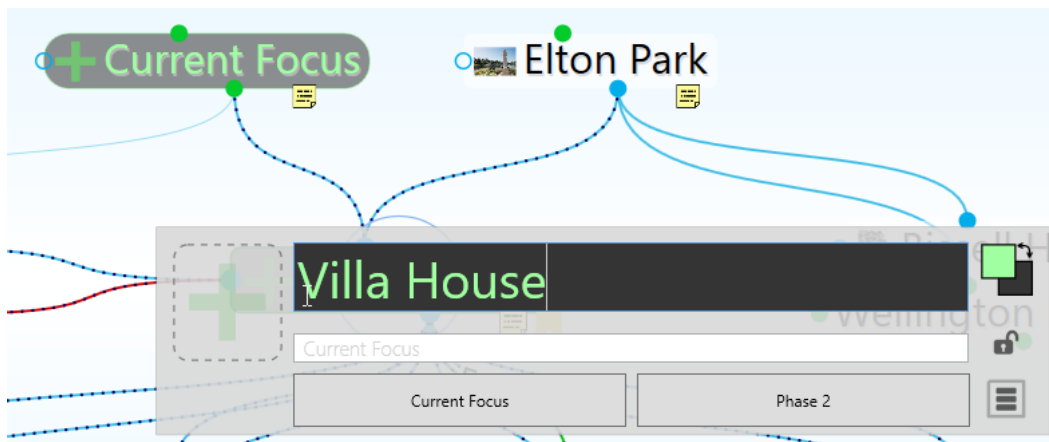 Current Focus
Elton Park
Villa House
Wellington
Current Focus
Current Focus
Phase 2